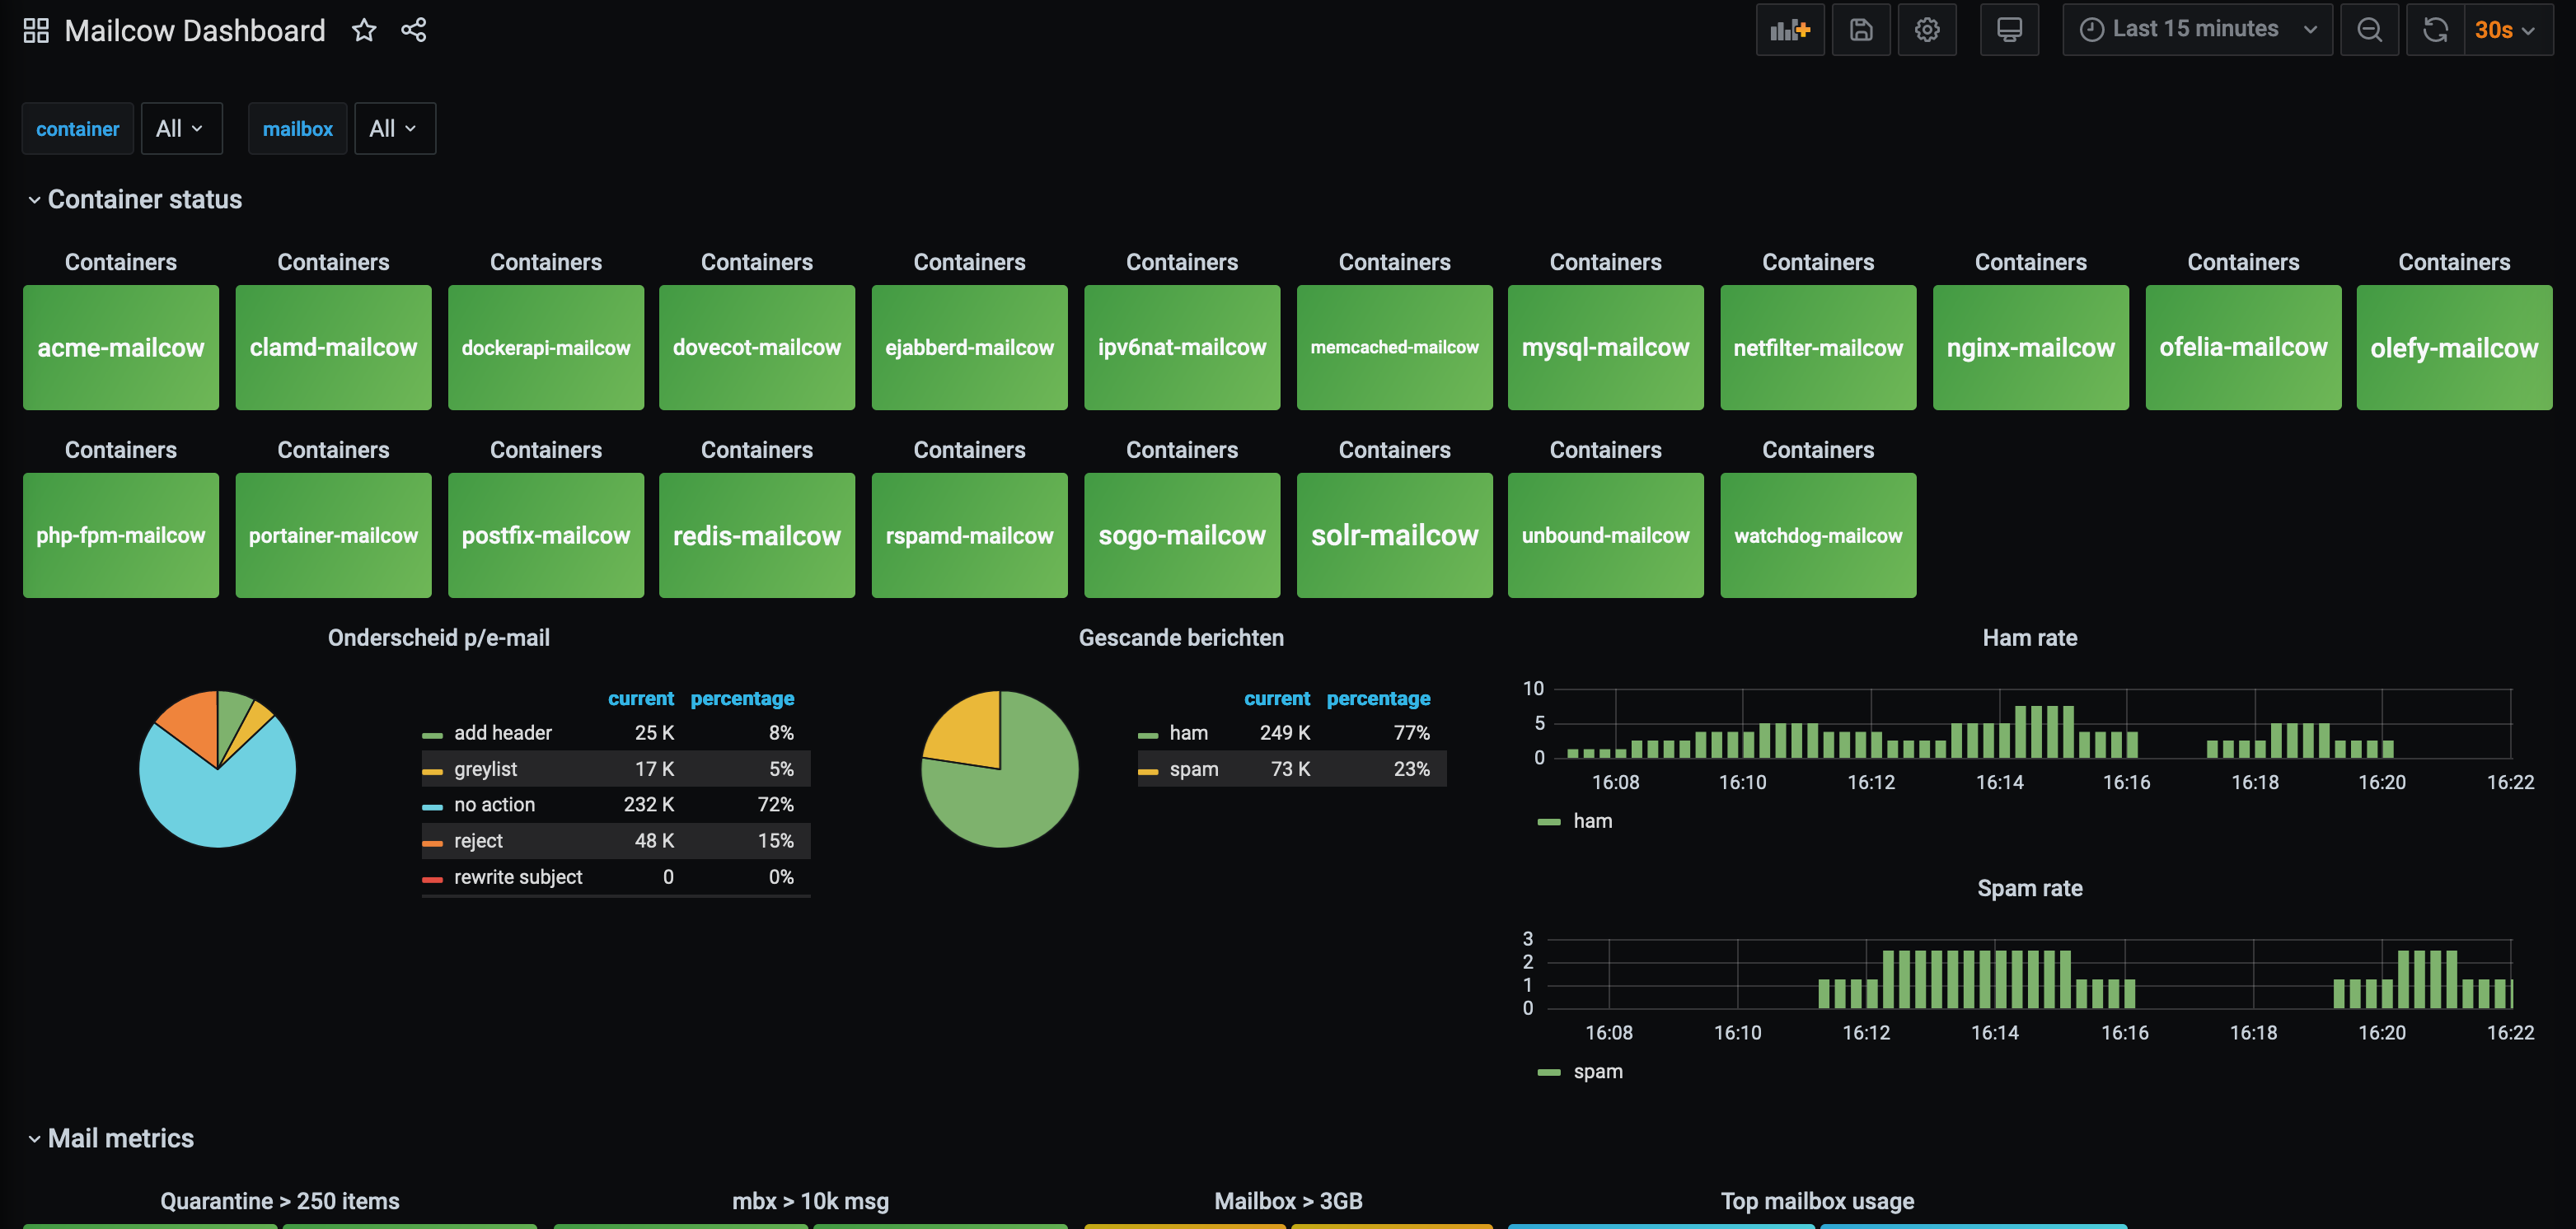 Mailcow Dashboard
Last 15 minutes
30s
container All mailbox All
Container status
Containers Containers Containers Containers Containers Containers Containers Containers Containers Containers Containers Containers
acme-mailcow clamd-mailcow dockerapi-mailcow dovecot-mailcow ejabberd-mailcow ipv6nat-mailcow memcached-mailcow mysql-mailcow netfilter-mailcow nginx-mailcow ofelia-mailcow olefy-mailcow
Containers Containers Containers Containers Containers Containers Containers Containers Containers
php-fpm-mailcow portainer-mailcow postfix-mailcow redis-mailcow rspamd-mailcow sogo-mailcow solr-mailcow unbound-mailcow watchdog-mailcow
Onderscheid p/e-mail
current percentage
add header 25 K 8%
greylist 17 K 5%
no action 232 K 72%
reject 48 K 15%
rewrite subject 0 0%
Gescande berichten
current percentage
ham 249 K 77%
spam 73 K 23%
Ham rate
10
5
0
16:08 16:10 16:12 16:14 16:16 16:18 16:20 16:22
ham
Spam rate
3
2
1
0
16:08 16:10 16:12 16:14 16:16 16:18 16:20 16:22
spam
Mail metrics
Quarantine > 250 items mbx > 10k msg Mailbox > 3GB Top mailbox usage